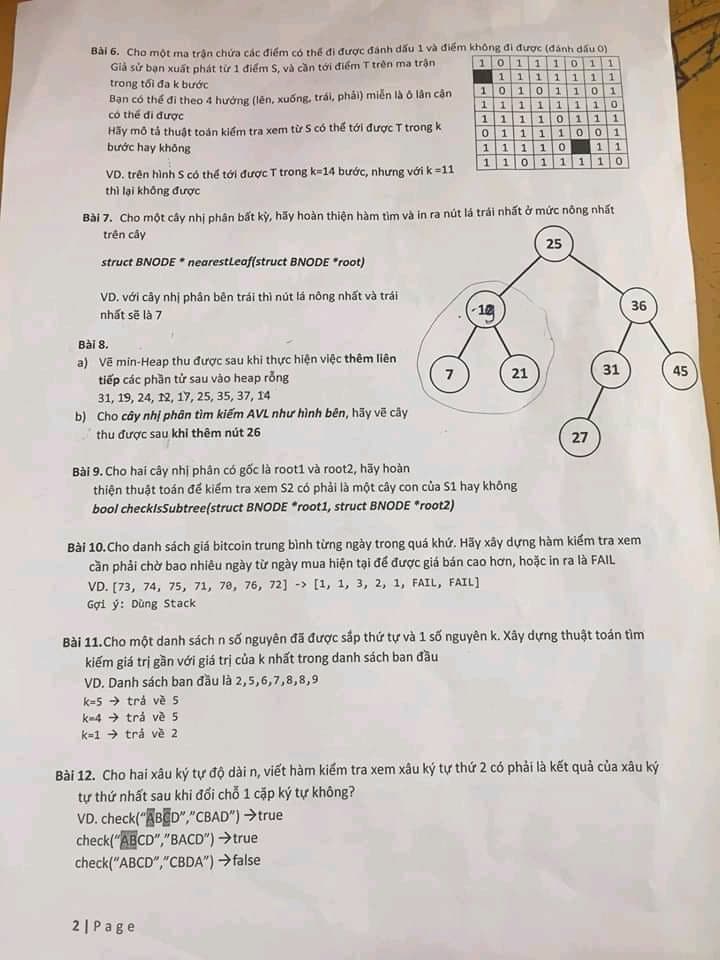 Bài 6. Cho một ma trận chứa các điểm có thể đi được đánh dấu 1 và điểm không đi được (đánh dấu 0)
Giả sử bạn xuất phát từ 1 điểm S, và cần tới điểm T trên ma trận
trong tối đa k bước
Bạn có thể đi theo 4 hướng (lên, xuống, trái, phải) miễn là ô lân cận
có thể đi được
Hãy mô tả thuật toán kiểm tra xem từ S có thể tới được T trong k
bước hay không
VD. trên hình S có thể tới được T trong k=14 bước, nhưng với k =11
thì lại không được
1 0 1 1 1 0 1 1
1 1 1 1 1 1 1
1 0 1 0 1 1 0 1
1 1 1 1 1 1 1 0
1 1 1 1 0 1 1 1
0 1 1 1 1 0 0 1
1 1 1 1 0 1 1
1 1 0 1 1 1 1 0
Bài 7. Cho một cây nhị phân bất kỳ, hãy hoàn thiện hàm tìm và in ra nút lá trái nhất ở mức nông nhất
trên cây
struct BNODE * nearestLeaf(struct BNODE *root)
VD. với cây nhị phân bên trái thì nút lá nông nhất và trái
nhất sẽ là 7
25
36
7
21
31
45
27
Bài 8.
a) Vẽ min-Heap thu được sau khi thực hiện việc thêm liên
tiếp các phần tử sau vào heap rỗng
31, 19, 24, 12, 17, 25, 35, 37, 14
b) Cho cây nhị phân tìm kiếm AVL như hình bên, hãy vẽ cây
thu được sau khi thêm nút 26
Bài 9. Cho hai cây nhị phân có gốc là root1 và root2, hãy hoàn
thiện thuật toán để kiểm tra xem S2 có phải là một cây con của S1 hay không
bool checkIsSubtree(struct BNODE *root1, struct BNODE *root2)
Bài 10. Cho danh sách giá bitcoin trung bình từng ngày trong quá khứ. Hãy xây dựng hàm kiểm tra xem
cần phải chờ bao nhiêu ngày từ ngày mua hiện tại để được giá bán cao hơn, hoặc in ra là FAIL
VD. [73, 74, 75, 71, 70, 76, 72] -> [1, 1, 3, 2, 1, FAIL, FAIL]
Gợi ý: Dùng Stack
Bài 11. Cho một danh sách n số nguyên đã được sắp thứ tự và 1 số nguyên k. Xây dựng thuật toán tìm
kiếm giá trị gần với giá trị của k nhất trong danh sách ban đầu
VD. Danh sách ban đầu là 2,5,6,7,8,8,9
k=5 → trả về 5
k=4 → trả về 5
k=1 → trả về 2
Bài 12. Cho hai xâu ký tự độ dài n, viết hàm kiểm tra xem xâu ký tự thứ 2 có phải là kết quả của xâu ký
tự thứ nhất sau khi đổi chỗ 1 cặp ký tự không?
VD. check("ABCD","CBAD") →true
check("ABCD","BACD") →true
check("ABCD","CBDA") →false
2 | Page